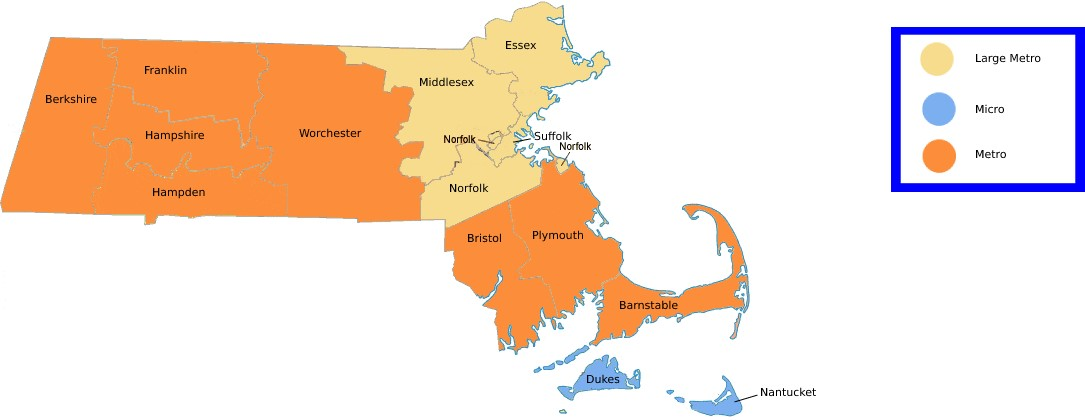 Essex
Franklin
Middlesex
Berkshire
Worchester
Hampshire
Norfolk
Suffolk
Norfolk
Hampden
Norfolk
Bristol
Plymouth
Barnstable
Dukes
Nantucket
Large Metro
Micro
Metro